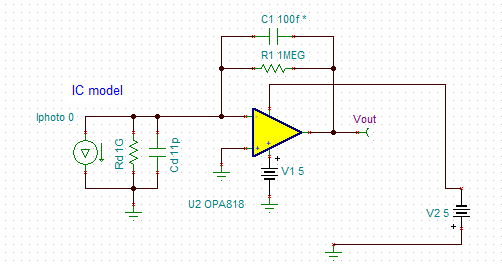 C1 100f *
R1 1MEG
IC model
Iphoto 0
Rd 1G
Cd 11p
Vout
V1 5
U2 OPA818
V2 5